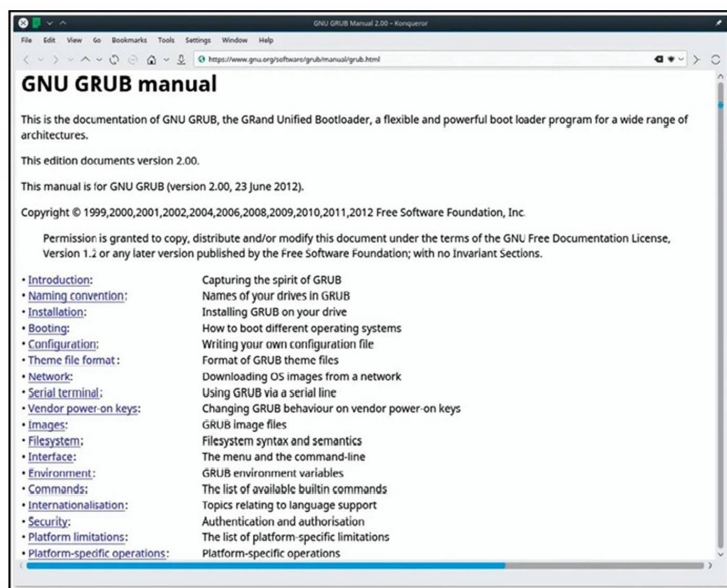 GNU GRUB Manual 2.00 – Konqueror
File Edit View Go Bookmarks Tools Settings Window Help
https://www.gnu.org/software/grub/manual/grub.html
GNU GRUB manual
This is the documentation of GNU GRUB, the GRand Unified Bootloader, a flexible and powerful boot loader program for a wide range of
architectures.
This edition documents version 2.00.
This manual is for GNU GRUB (version 2.00, 23 June 2012).
Copyright © 1999,2000,2001,2002,2004,2006,2008,2009,2010,2011,2012 Free Software Foundation, Inc.
Permission is granted to copy, distribute and/or modify this document under the terms of the GNU Free Documentation License,
Version 1.2 or any later version published by the Free Software Foundation; with no Invariant Sections.
• Introduction: Capturing the spirit of GRUB
• Naming convention: Names of your drives in GRUB
• Installation: Installing GRUB on your drive
• Booting: How to boot different operating systems
• Configuration: Writing your own configuration file
• Theme file format: Format of GRUB theme files
• Network: Downloading OS images from a network
• Serial terminal: Using GRUB via a serial line
• Vendor power-on keys: Changing GRUB behaviour on vendor power-on keys
• Images: GRUB image files
• Filesystem: Filesystem syntax and semantics
• Interface: The menu and the command-line
• Environment: GRUB environment variables
• Commands: The list of available builtin commands
• Internationalisation: Topics relating to language support
• Security: Authentication and authorisation
• Platform limitations: The list of platform-specific limitations
• Platform-specific operations: Platform-specific operations